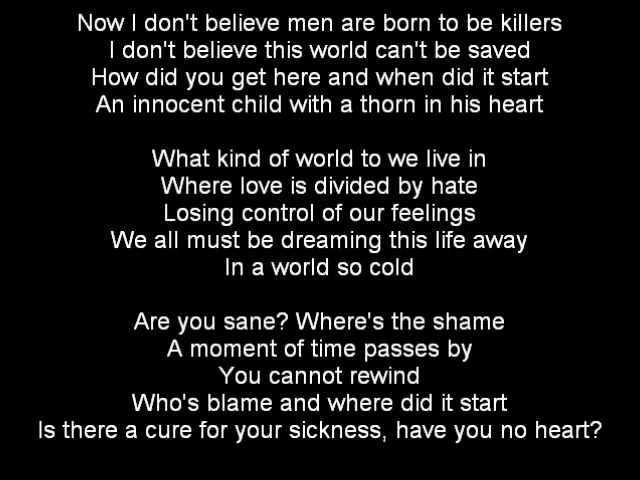 Now I don't believe men are born to be killers
I don't believe this world can't be saved
How did you get here and when did it start
An innocent child with a thorn in his heart
What kind of world to we live in
Where love is divided by hate
Losing control of our feelings
We all must be dreaming this life away
In a world so cold
Are you sane? Where's the shame
A moment of time passes by
You cannot rewind
Who's blame and where did it start
Is there a cure for your sickness, have you no heart?